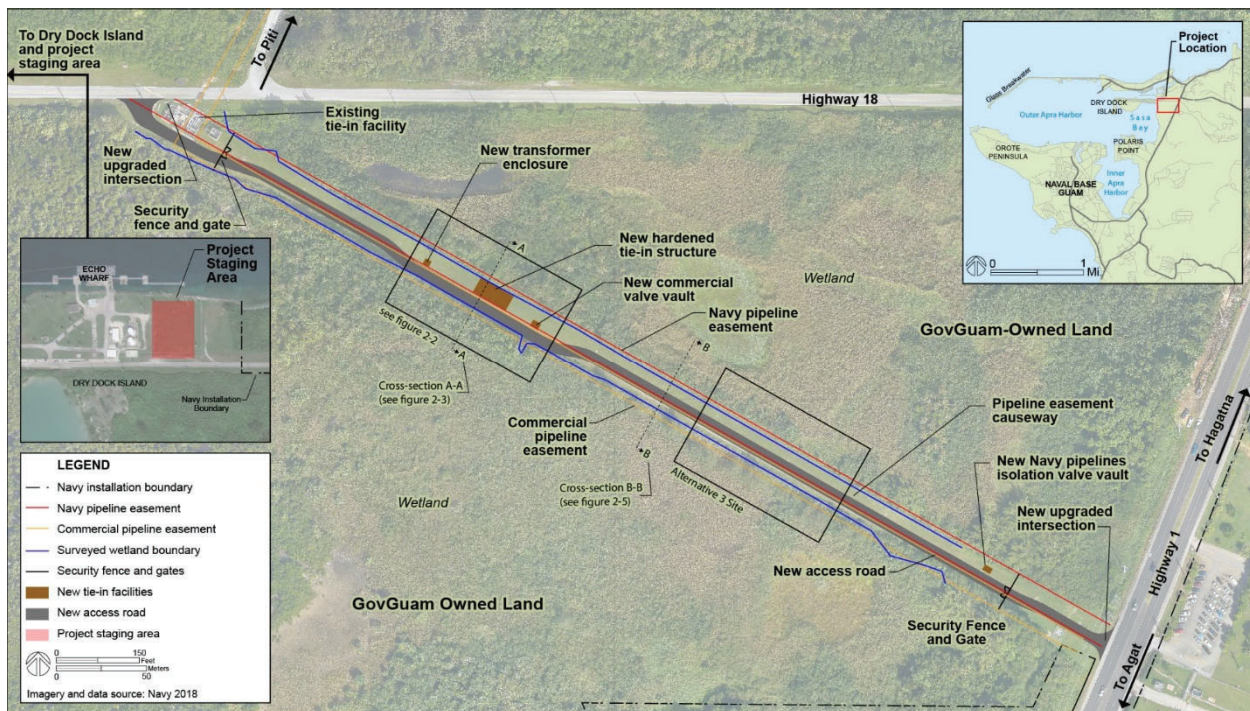 To Dry Dock Island
and project
staging area
To Piti
Highway 18
Existing
tie-in facility
New
upgraded
intersection
Security
fence and gate
New transformer
enclosure
A
New hardened
tie-in structure
New commercial
valve vault
Navy pipeline
easement
see figure 2-2
A
Cross-section A-A
(see figure 2-3)
Commercial
pipeline
easement
B
B
Cross-section B-B
(see figure 2-5)
Alternative 3 Site
Wetland
Wetland
GovGuam-Owned Land
GovGuam Owned Land
Pipeline easement
causeway
New Navy pipelines
isolation valve vault
New upgraded
intersection
New access road
Security Fence
and Gate
Highway 1
To Hagatna
To Agat
Project
Location
Glass Breakwater
DRY DOCK
ISLAND
Outer Apra Harbor
Sasa
Bay
POLARIS
POINT
OROTE
PENINSULA
Inner
Apra
Harbor
NAVAL BASE
GUAM
0 1
Mi.
Project
Staging
Area
ECHO
WHARF
DRY DOCK ISLAND
Navy Installation
Boundary
LEGEND
Navy installation boundary
Navy pipeline easement
Commercial pipeline easement
Surveyed wetland boundary
Security fence and gates
New tie-in facilities
New access road
Project staging area
0 150
Feet
Meters
0 50
Imagery and data source: Navy 2018